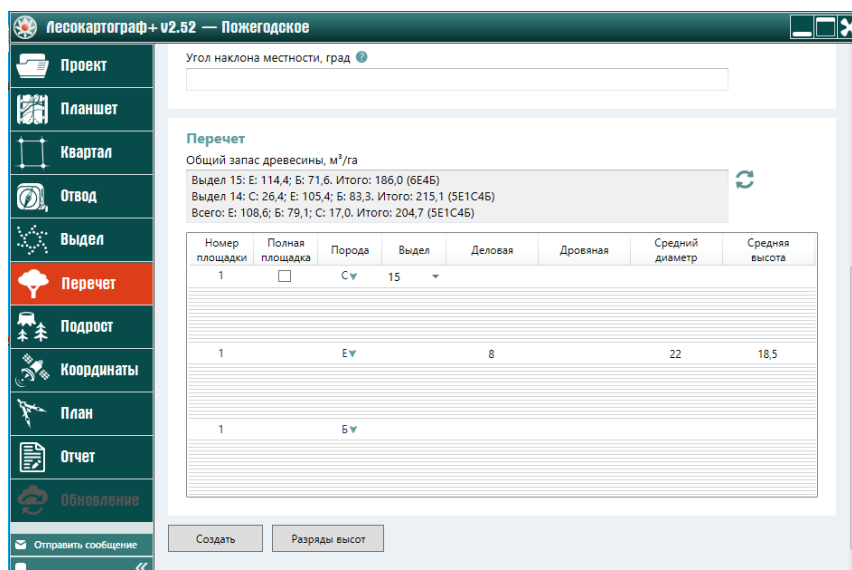 Лесокартограф+ v2.52 — Пожегодское
Проект
Планшет
Квартал
Отвод
Выдел
Перечет
Подрост
Координаты
План
Отчет
Обновление
Отправить сообщение
Угол наклона местности, град
Перечет
Общий запас древесины, м³/га
Выдел 15: Е: 114,4; Б: 71,6. Итого: 186,0 (6Е4Б)
Выдел 14: С: 26,4; Е: 105,4; Б: 83,3. Итого: 215,1 (5Е1С4Б)
Всего: Е: 108,6; Б: 79,1; С: 17,0. Итого: 204,7 (5Е1С4Б)
Номер площадки Полная площадка Порода Выдел Деловая Дровяная Средний диаметр Средняя высота
1 С 15
1 Е 8 22 18,5
1 Б
Создать Разряды высот